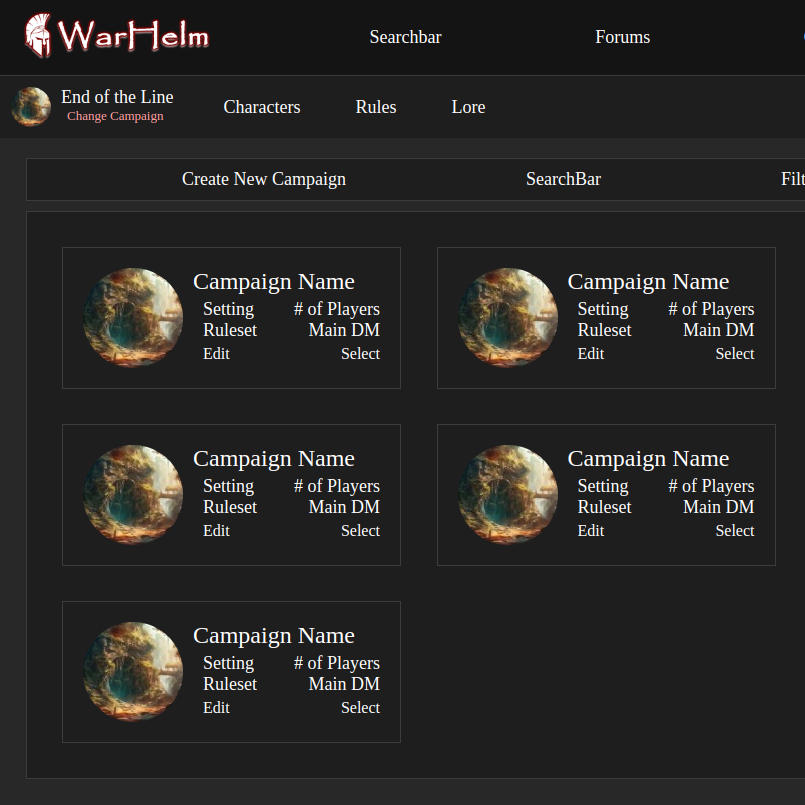 WarHelm Searchbar Forums
End of the Line
Change Campaign
Characters Rules Lore
Create New Campaign SearchBar
Campaign Name
Setting # of Players
Ruleset Main DM
Edit Select
Campaign Name
Setting # of Players
Ruleset Main DM
Edit Select
Campaign Name
Setting # of Players
Ruleset Main DM
Edit Select
Campaign Name
Setting # of Players
Ruleset Main DM
Edit Select
Campaign Name
Setting # of Players
Ruleset Main DM
Edit Select